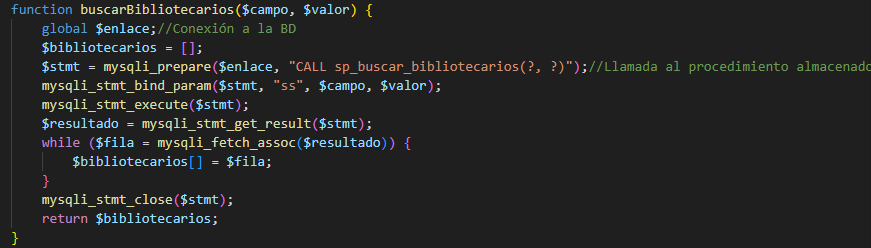 function buscarBibliotecarios($campo, $valor) {
    global $enlace;//Conexión a la BD
    $bibliotecarios = [];
    $stmt = mysqli_prepare($enlace, "CALL sp_buscar_bibliotecarios(?, ?)");//Llamada al procedimiento almacenado
    mysqli_stmt_bind_param($stmt, "ss", $campo, $valor);
    mysqli_stmt_execute($stmt);
    $resultado = mysqli_stmt_get_result($stmt);
    while ($fila = mysqli_fetch_assoc($resultado)) {
        $bibliotecarios[] = $fila;
    }
    mysqli_stmt_close($stmt);
    return $bibliotecarios;
}